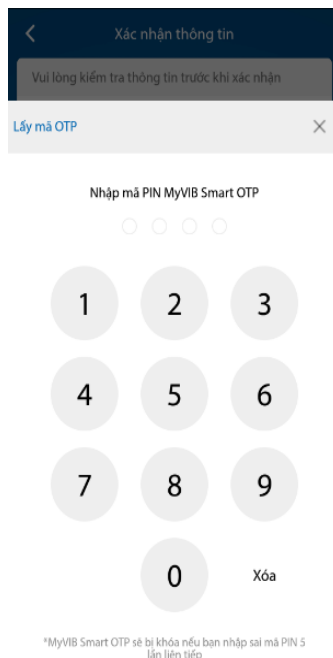 Xác nhận thông tin
Vui lòng kiểm tra thông tin trước khi xác nhận
Lấy mã OTP
Nhập mã PIN MyVIB Smart OTP
1 2 3
4 5 6
7 8 9
0 Xóa
*MyVIB Smart OTP sẽ bị khóa nếu bạn nhập sai mã PIN 5
lần liên tiếp